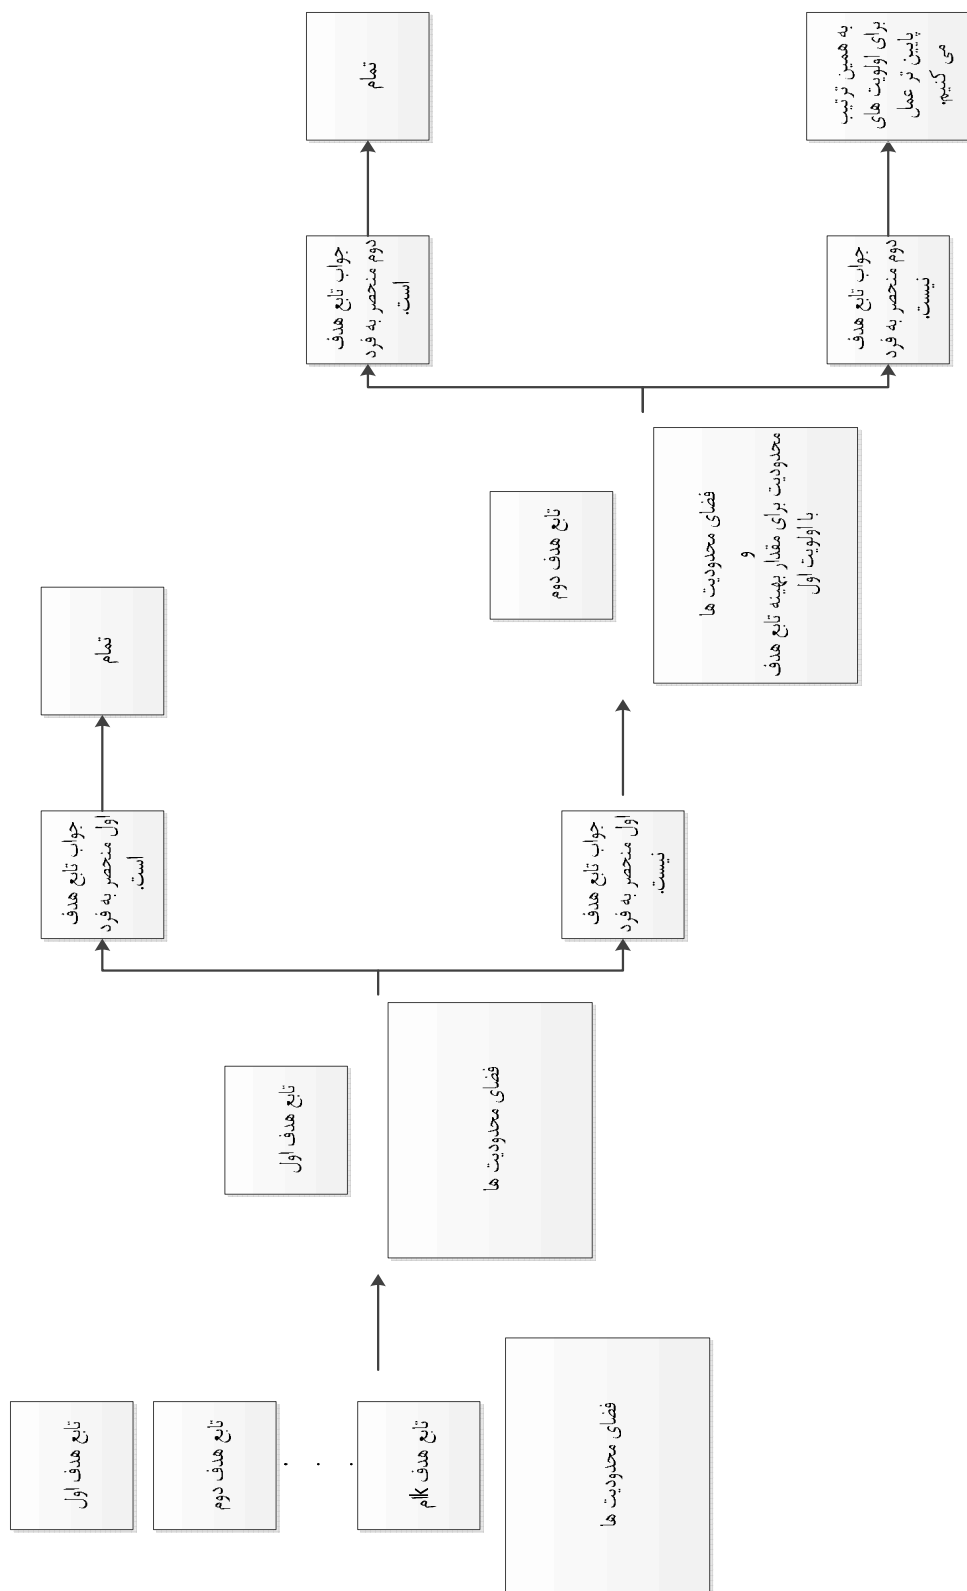 تابع هدف اول
تابع هدف دوم
. . .
تابع هدف kام
فضای محدودیت ها
تابع هدف اول
فضای محدودیت ها
جواب تابع هدف
اول منحصر به فرد
است.
تمام
جواب تابع هدف
اول منحصر به فرد
نیست.
تابع هدف دوم
فضای محدودیت ها
و
محدودیت برای مقدار بهینه تابع هدف
با اولویت اول
جواب تابع هدف
دوم منحصر به فرد
است.
تمام
جواب تابع هدف
دوم منحصر به فرد
نیست.
به همین ترتیب
برای اولویت های
پایین تر عمل
می کنیم.